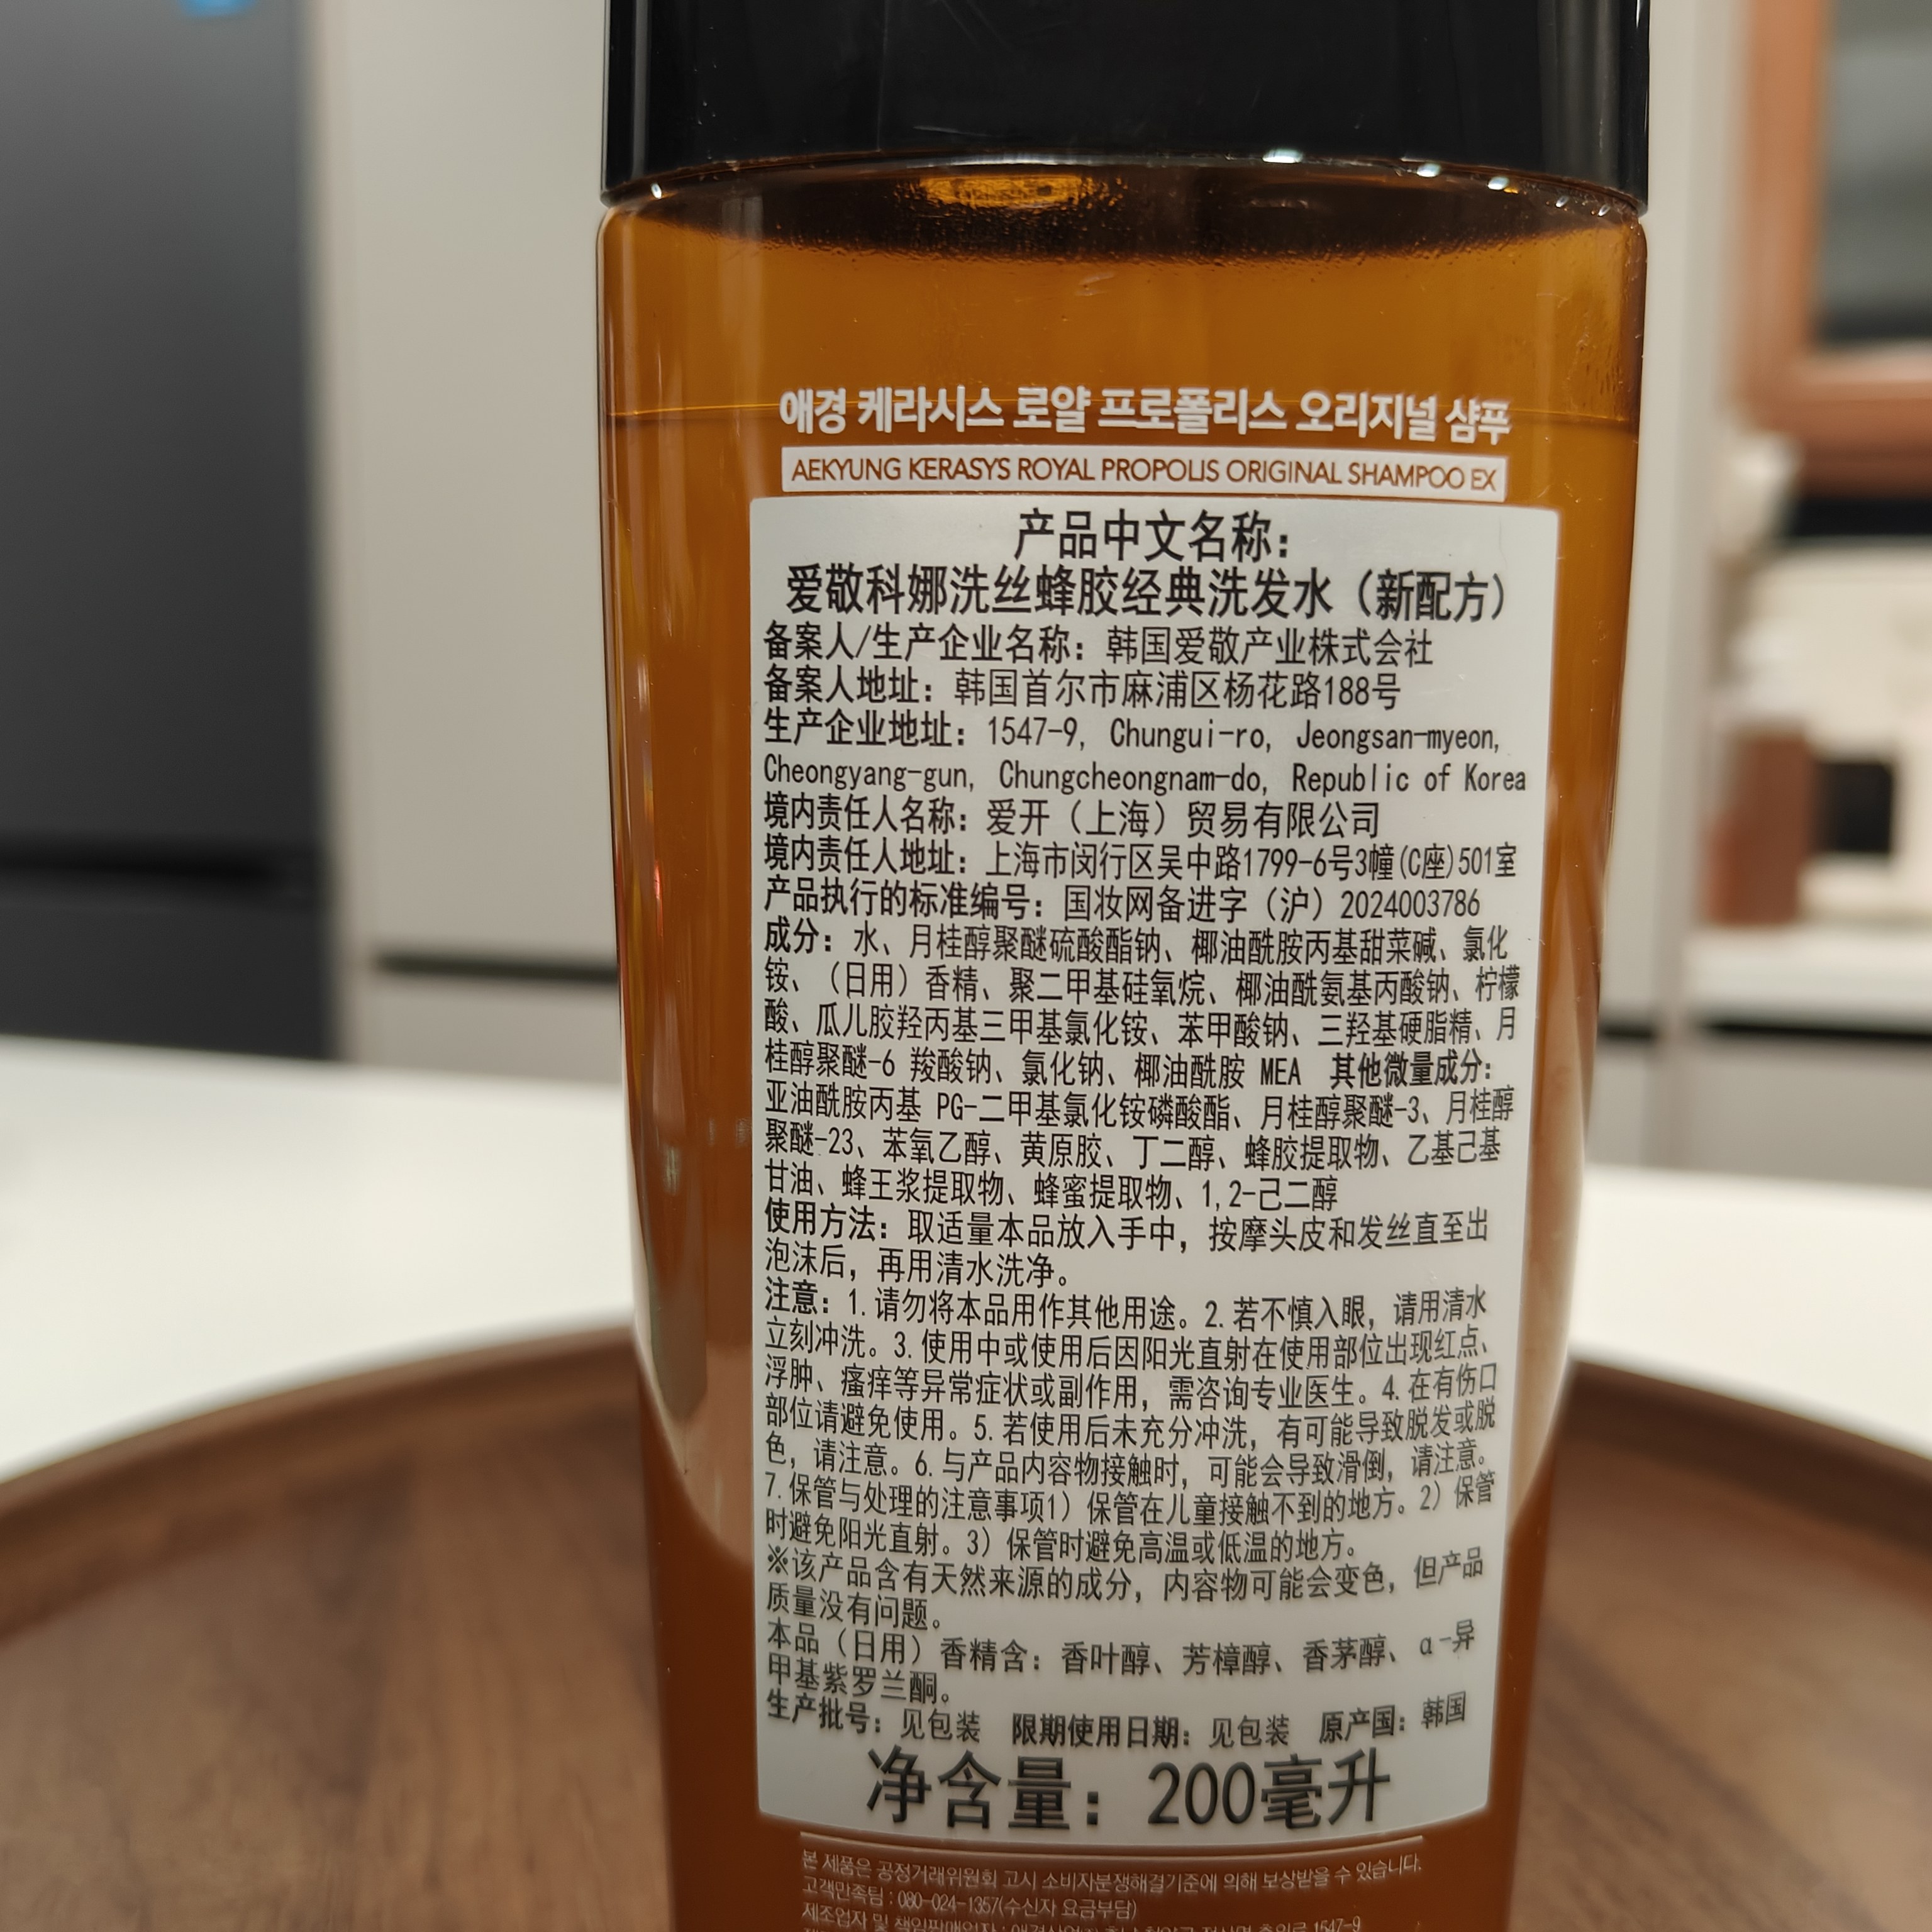 애경 케라시스 로얄 프로폴리스 오리지널 샴푸
AEKYUNG KERASYS ROYAL PROPOLIS ORIGINAL SHAMPOO EX
产品中文名称：
爱敬科娜洗丝蜂胶经典洗发水（新配方）
备案人/生产企业名称：韩国爱敬产业株式会社
备案人地址：韩国首尔市麻浦区杨花路188号
生产企业地址：1547-9, Chungui-ro, Jeongsan-myeon,
Cheongyang-gun, Chungcheongnam-do, Republic of Korea
境内责任人名称：爱开（上海）贸易有限公司
境内责任人地址：上海市闵行区吴中路1799-6号3幢(C座)501室
产品执行的标准编号：国妆网备进字（沪）2024003786
成分：水、月桂醇聚醚硫酸酯钠、椰油酰胺丙基甜菜碱、氯化
铵、（日用）香精、聚二甲基硅氧烷、椰油酰氨基丙酸钠、柠檬
酸、瓜儿胶羟丙基三甲基氯化铵、苯甲酸钠、三羟基硬脂精、月
桂醇聚醚-6 羧酸钠、氯化钠、椰油酰胺 MEA 其他微量成分：
亚油酰胺丙基 PG-二甲基氯化铵磷酸酯、月桂醇聚醚-3、月桂醇
聚醚-23、苯氧乙醇、黄原胶、丁二醇、蜂胶提取物、乙基己基
甘油、蜂王浆提取物、蜂蜜提取物、1,2-己二醇
使用方法：取适量本品放入手中，按摩头皮和发丝直至出
泡沫后，再用清水洗净。
注意：1.请勿将本品用作其他用途。2.若不慎入眼，请用清水
立刻冲洗。3.使用中或使用后因阳光直射在使用部位出现红点、
浮肿、瘙痒等异常症状或副作用，需咨询专业医生。4.在有伤口
部位请避免使用。5.若使用后未充分冲洗，有可能导致脱发或脱
色，请注意。6.与产品内容物接触时，可能会导致滑倒，请注意。
7.保管与处理的注意事项1）保管在儿童接触不到的地方。2）保管
时避免阳光直射。3）保管时避免高温或低温的地方。
※该产品含有天然来源的成分，内容物可能会变色，但产品
质量没有问题。
本品（日用）香精含：香叶醇、芳樟醇、香茅醇、α-异
甲基紫罗兰酮。
生产批号：见包装 限期使用日期：见包装 原产国：韩国
净含量：200毫升
본 제품은 공정거래위원회 고시 소비자분쟁해결기준에 의해 보상받을 수 있습니다.
고객만족팀 : 080-024-1357(수신자 요금부담)
제조업자 및 책임판매업자 : 1547-9